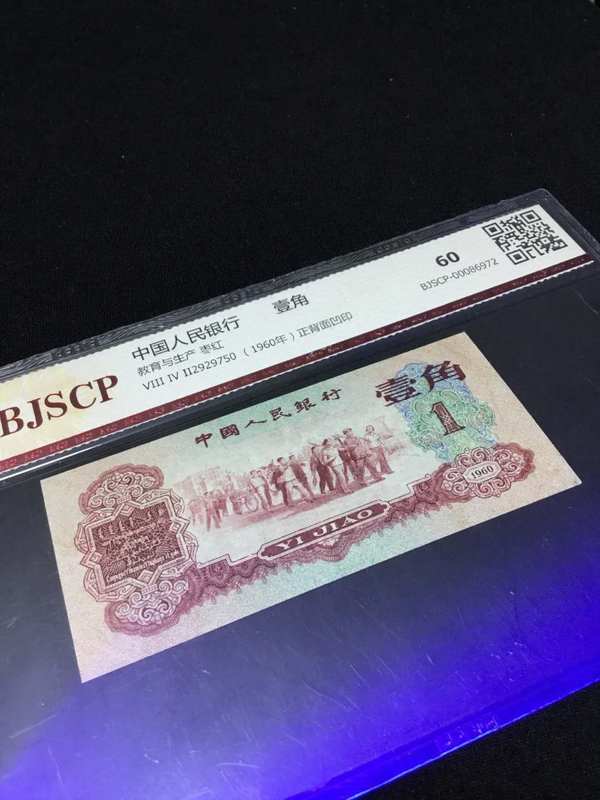 60
BJSCP-00086972
中国人民银行 壹角
教育与生产 枣红
VIII IV II2929750 （1960年）正背面凹印
BJSCP
中國人民銀行
壹角
1
1960
YI JIAO